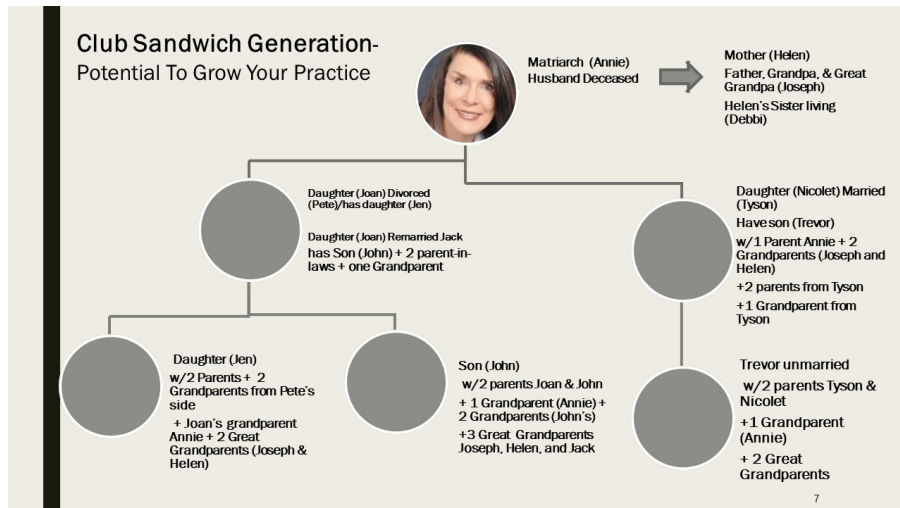 Club Sandwich Generation-
Potential To Grow Your Practice
Matriarch (Annie)
Husband Deceased
Mother (Helen)
Father, Grandpa, & Great
Grandpa (Joseph)
Helen's Sister living
(Debbi)
Daughter (Joan) Divorced
(Pete)/has daughter (Jen)
Daughter (Joan) Remarried Jack
has Son (John) + 2 parent-in-
laws + one Grandparent
Daughter (Nicolet) Married
(Tyson)
Have son (Trevor)
w/1 Parent Annie + 2
Grandparents (Joseph and
Helen)
+2 parents from Tyson
+1 Grandparent from
Tyson
Daughter (Jen)
w/2 Parents + 2
Grandparents from Pete's
side
+ Joan's grandparent
Annie + 2 Great
Grandparents (Joseph &
Helen)
Son (John)
w/2 parents Joan & John
+ 1 Grandparent (Annie) +
2 Grandparents (John's)
+3 Great Grandparents
Joseph, Helen, and Jack
Trevor unmarried
w/2 parents Tyson &
Nicolet
+1 Grandparent
(Annie)
+ 2 Great
Grandparents
7